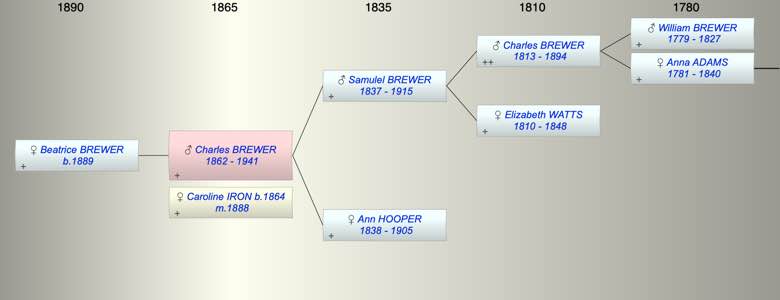 1890 1865 1835 1810 1780
♂ William BREWER
1779 - 1827
+
♂ Charles BREWER
1813 - 1894
++
♀ Anna ADAMS
1781 - 1840
+
♂ Samulel BREWER
1837 - 1915
+
♀ Elizabeth WATTS
1810 - 1848
+
♀ Beatrice BREWER
b.1889
+
♂ Charles BREWER
1862 - 1941
+
♀ Caroline IRON b.1864
m.1888
+
♀ Ann HOOPER
1838 - 1905
+